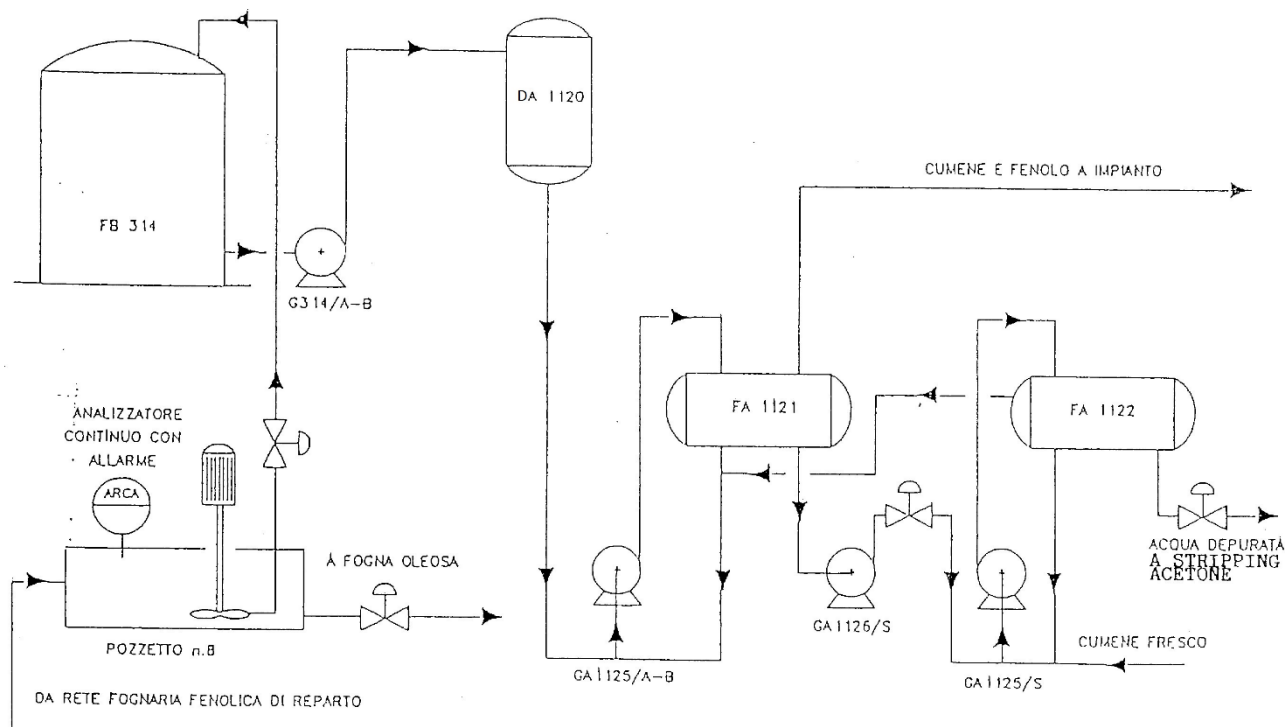 DA 1120
CUMENE E FENOLO A IMPIANTO
FB 314
G314/A-B
FA 1121
FA 1122
ANALIZZATORE
CONTINUO CON
ALLARME
ARCA
À FOGNA OLEOSA
ACQUA DEPURATÀ
A STRIPPING
ACETONE
GA1126/S
POZZETTO n.8
CUMENE FRESCO
GA1125/A-B
GA1125/S
DA RETE FOGNARIA FENOLICA DI REPARTO